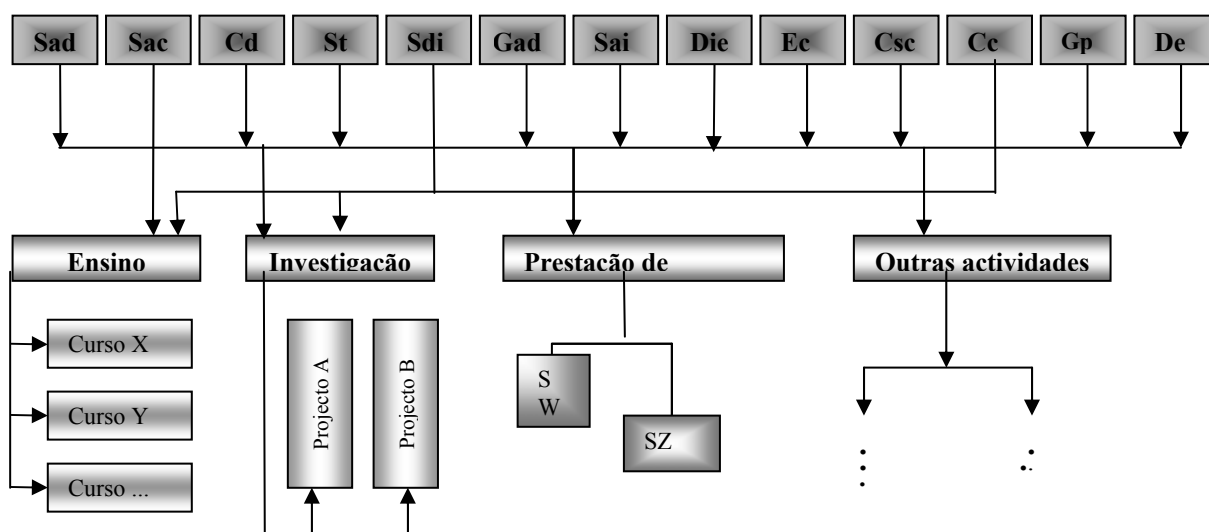 Sad Sac Cd St Sdi Gad Sai Die Ec Csc Cc Gp De
Ensino Investigação Prestação de Outras actividades
Curso X
Curso Y
Curso ...
Projecto A
Projecto B
S
W
SZ